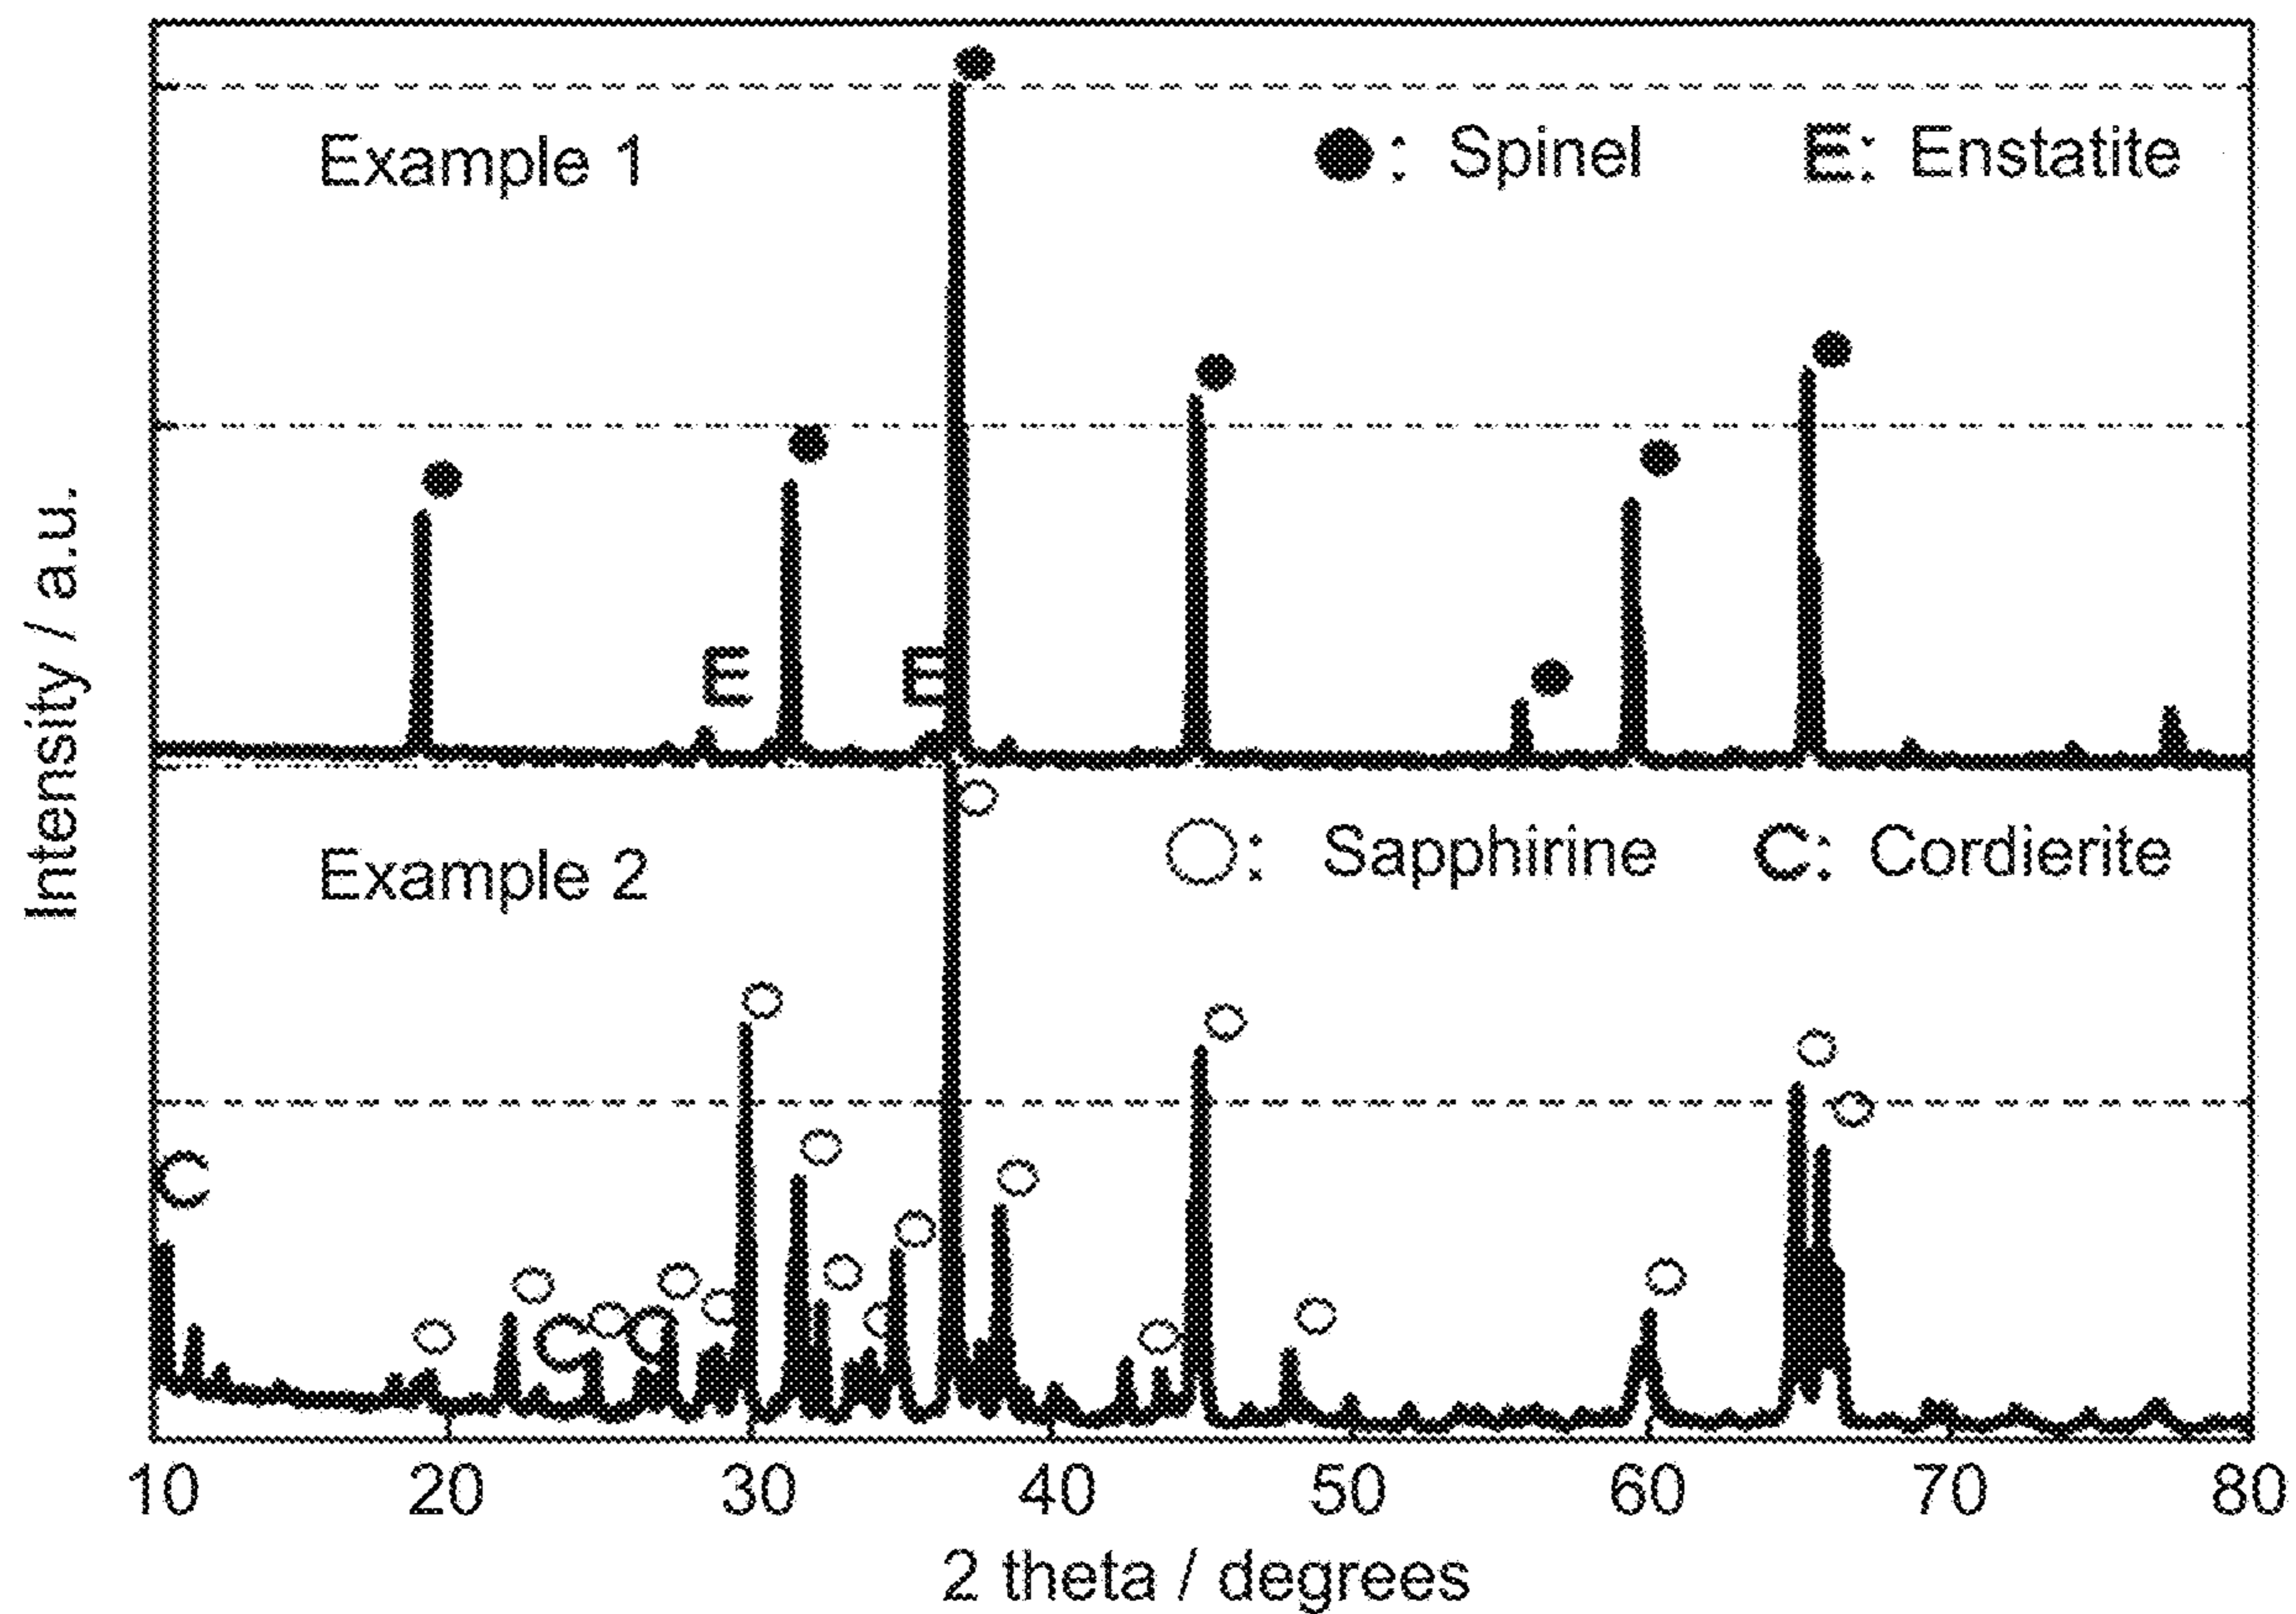 Example 1
●: Spinel E: Enstatite
E E
Intensity / a.u.
Example 2
○: Sapphirine C: Cordierite
C
C C
10 20 30 40 50 60 70 80
2 theta / degrees